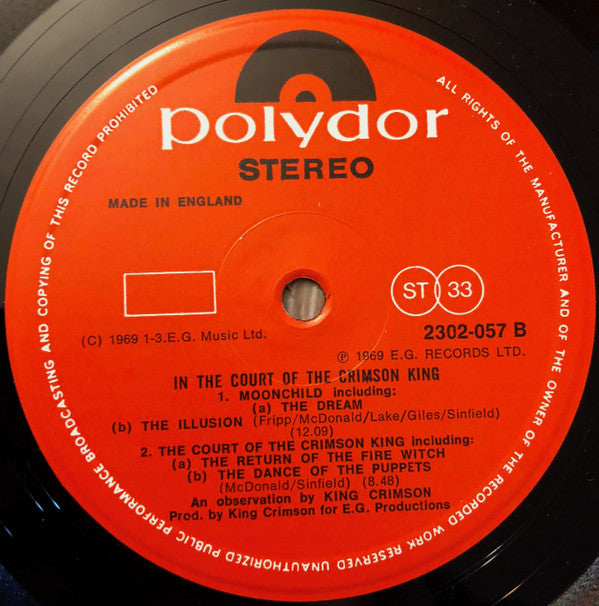 polydor
STEREO
MADE IN ENGLAND
ST 33
2302-057 B
(C) 1969 1-3.E.G. Music Ltd.
℗ 1969 E.G. RECORDS LTD.
IN THE COURT OF THE CRIMSON KING
1. MOONCHILD including:
(a) THE DREAM
(b) THE ILLUSION (Fripp/McDonald/Lake/Giles/Sinfield)
(12.09)
2. THE COURT OF THE CRIMSON KING including:
(a) THE RETURN OF THE FIRE WITCH
(b) THE DANCE OF THE PUPPETS
(McDonald/Sinfield) (8.48)
An observation by KING CRIMSON
Prod. by King Crimson for E.G. Productions
ALL RIGHTS OF THE MANUFACTURER AND OF THE OWNER OF THE RECORDED WORK RESERVED UNAUTHORIZED PUBLIC PERFORMANCE BROADCASTING AND COPYING OF THIS RECORD PROHIBITED